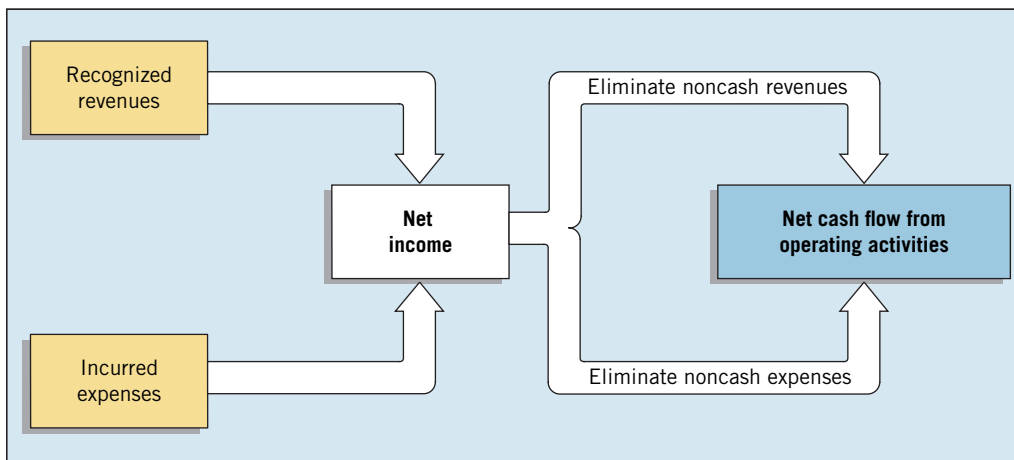 Recognized
revenues
Eliminate noncash revenues
Net
income
Net cash flow from
operating activities
Incurred
expenses
Eliminate noncash expenses